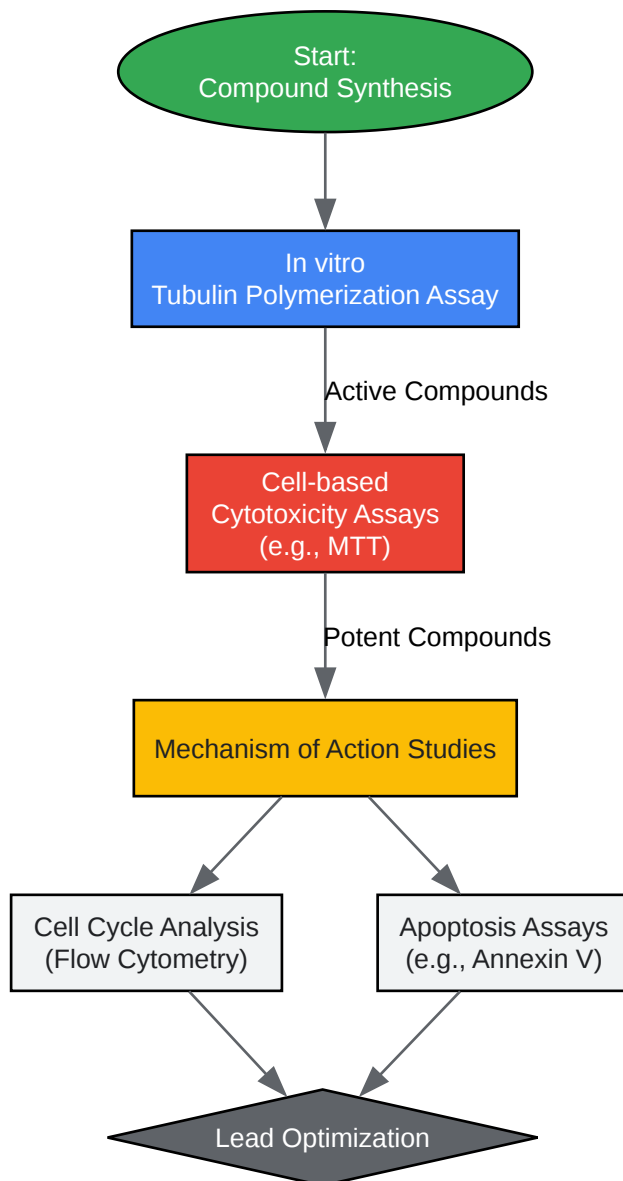 Start:
Compound Synthesis
In vitro
Tubulin Polymerization Assay
Active Compounds
Cell-based
Cytotoxicity Assays
(e.g., MTT)
Potent Compounds
Mechanism of Action Studies
Cell Cycle Analysis
(Flow Cytometry)
Apoptosis Assays
(e.g., Annexin V)
Lead Optimization